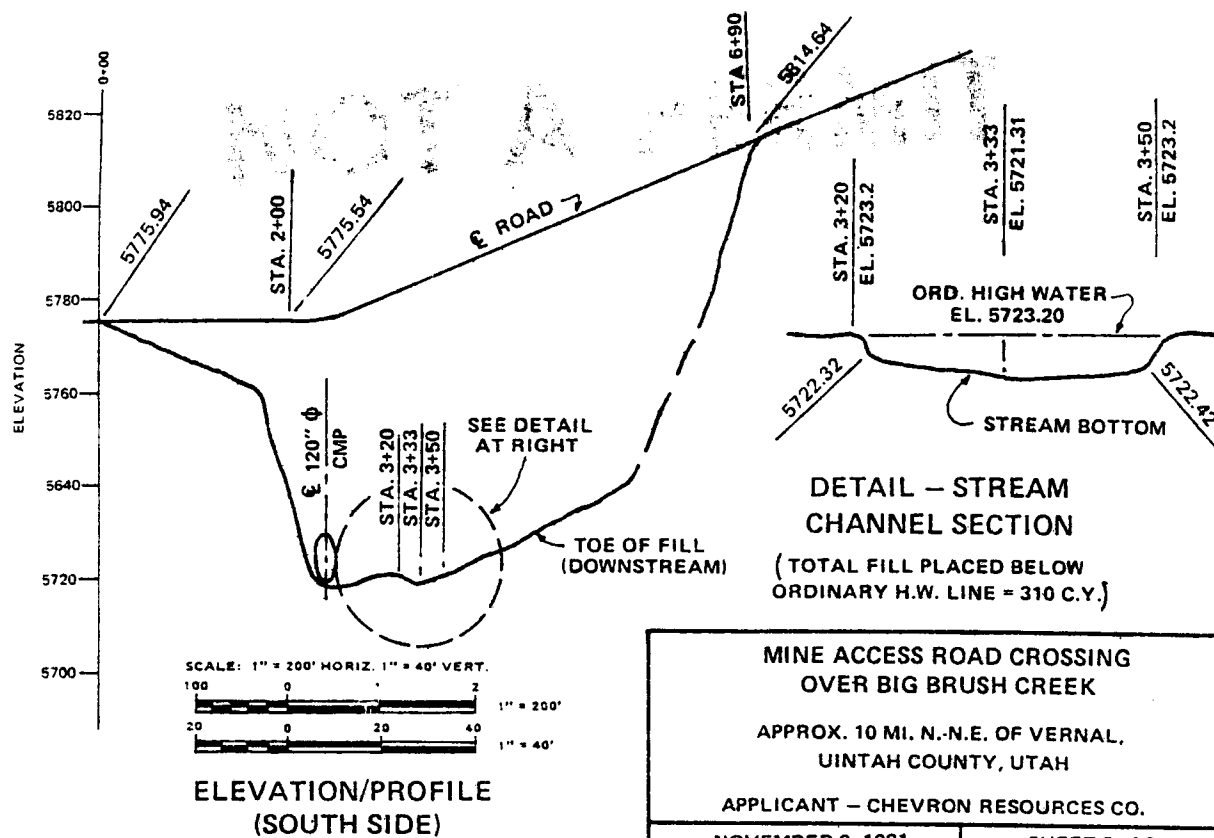 NOT A
0+00
5820
5800
5780
5760
5640
5720
5700
ELEVATION
5775.94
STA. 2+00
5775.54
℄ ROAD
STA 6+90
5814.64
℄ 120" ϕ
CMP
STA. 3+20
STA. 3+33
STA. 3+50
SEE DETAIL
AT RIGHT
TOE OF FILL
(DOWNSTREAM)
SCALE: 1" = 200' HORIZ. 1" = 40' VERT.
100 0 1 2
1" = 200'
20 0 20 40
1" = 40'
ELEVATION/PROFILE
(SOUTH SIDE)
STA. 3+20
EL. 5723.2
STA. 3+33
EL. 5721.31
STA. 3+50
EL. 5723.2
ORD. HIGH WATER
EL. 5723.20
5722.32
5722.42
STREAM BOTTOM
DETAIL – STREAM
CHANNEL SECTION
(TOTAL FILL PLACED BELOW
ORDINARY H.W. LINE = 310 C.Y.)
MINE ACCESS ROAD CROSSING
OVER BIG BRUSH CREEK
APPROX. 10 MI. N.-N.E. OF VERNAL,
UINTAH COUNTY, UTAH
APPLICANT – CHEVRON RESOURCES CO.